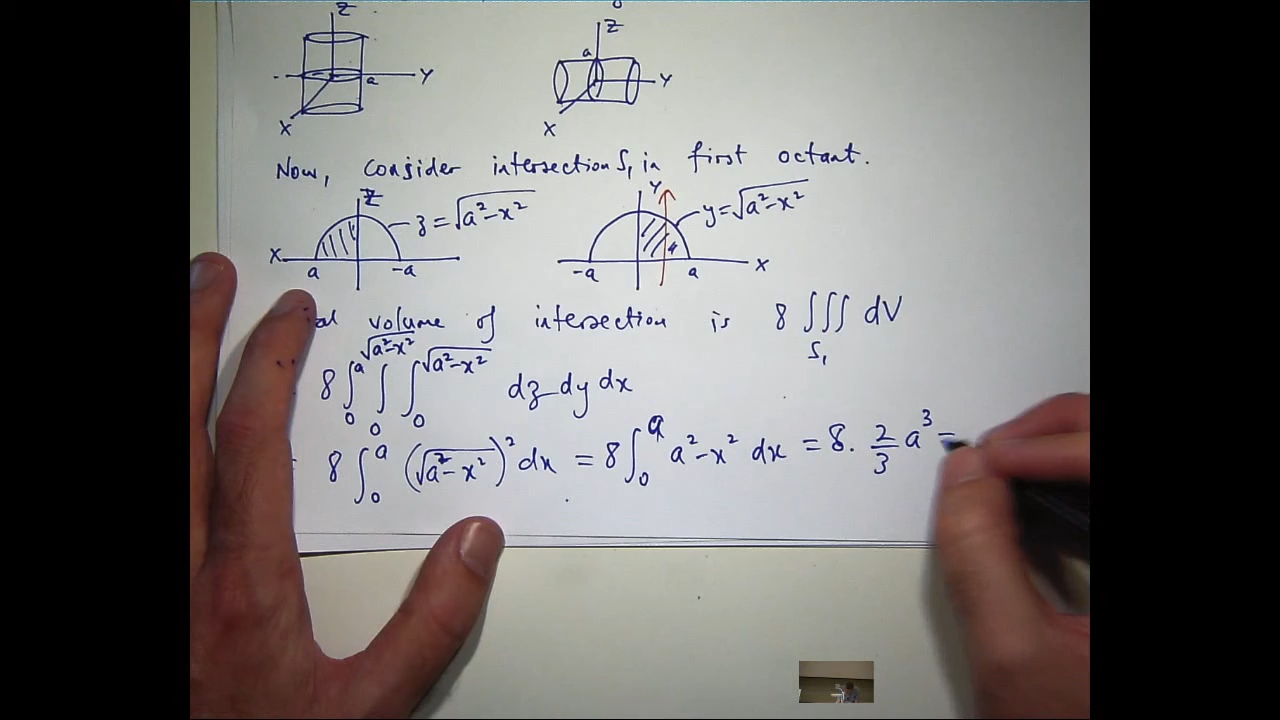 Z Z
a Y a Y
X X
Now, consider intersection S₁ in first octant.
Z z = √(a²-x²) Y y = √(a²-x²)
X a -a -a a X
volume of intersection is 8 ∫∫∫_S₁ dV
8 ∫₀^a ∫₀^√(a²-x²) ∫₀^√(a²-x²) dz dy dx
= 8 ∫₀^a (√(a²-x²))² dx = 8 ∫₀^a a²-x² dx = 8. 2/3 a³ =